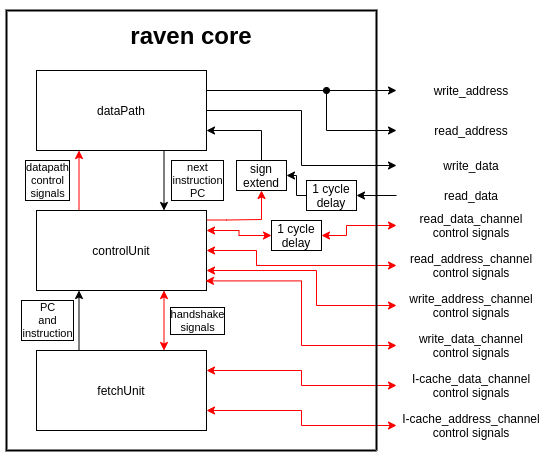 raven core
dataPath
write_address
read_address
write_data
datapath
control
signals
next
instruction
PC
sign
extend
1 cycle
delay
read_data
read_data_channel
control signals
1 cycle
delay
controlUnit
read_address_channel
control signals
write_address_channel
control signals
PC
and
instruction
handshake
signals
write_data_channel
control signals
fetchUnit
I-cache_data_channel
control signals
I-cache_address_channel
control signals